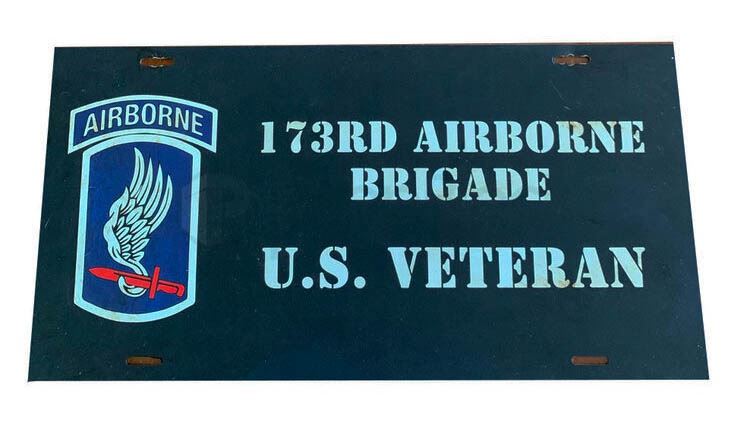 AIRBORNE
173RD AIRBORNE
BRIGADE
U.S. VETERAN